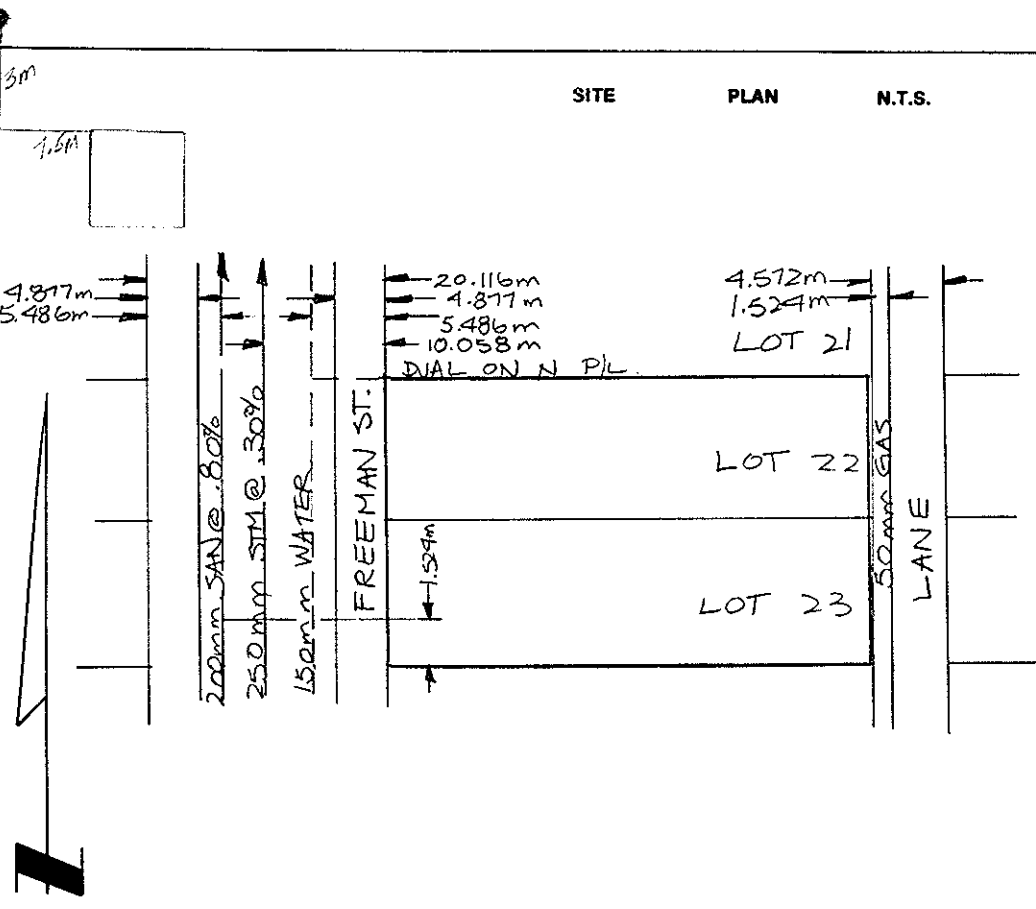 3m
SITE PLAN N.T.S.
1.5M
4.877m
5.486m
20.116m
4.877m
5.486m
10.058m
4.572m
1.524m
LOT 21
DIAL ON N P/L.
200mm SAN @ .80%
250mm STM @ .30%
150mm WATER
FREEMAN ST.
1.524m
LOT 22
LOT 23
50mm GAS
LANE